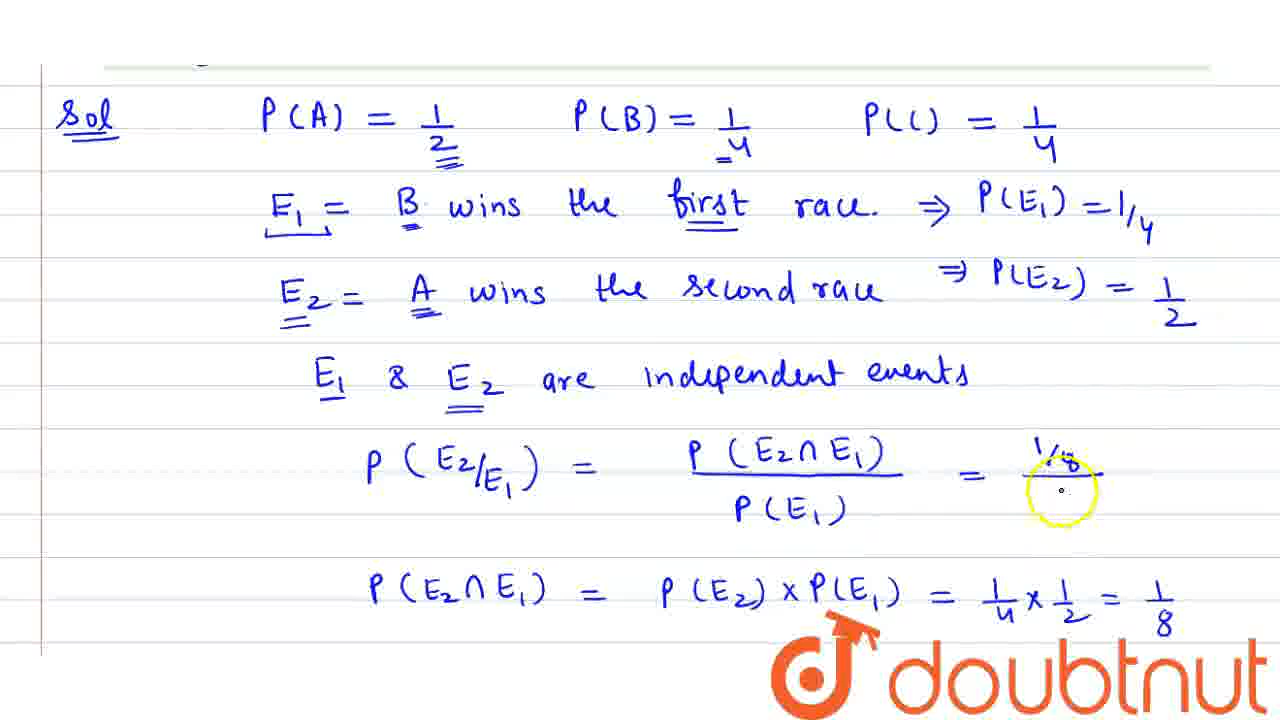 Sol P(A) = 1/2 P(B) = 1/4 P(C) = 1/4
E₁ = B wins the first race. ⇒ P(E₁) = 1/4
E₂ = A wins the second race ⇒ P(E₂) = 1/2
E₁ & E₂ are independent events
P(E₂/E₁) = P(E₂∩E₁)/P(E₁) = 1/8
P(E₂∩E₁) = P(E₂) × P(E₁) = 1/4 × 1/2 = 1/8
doubtnut